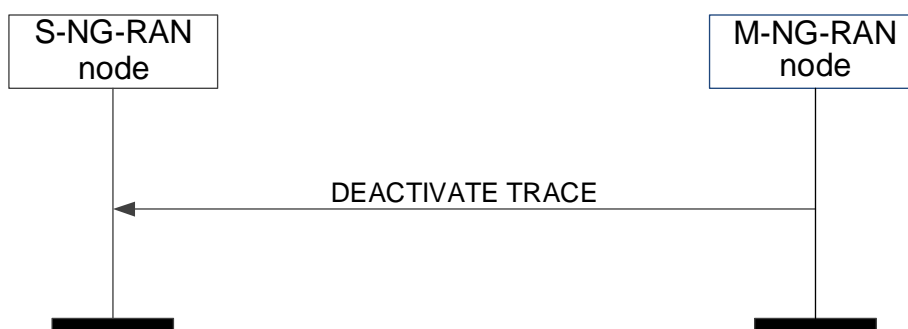 S-NG-RAN
node
M-NG-RAN
node
DEACTIVATE TRACE